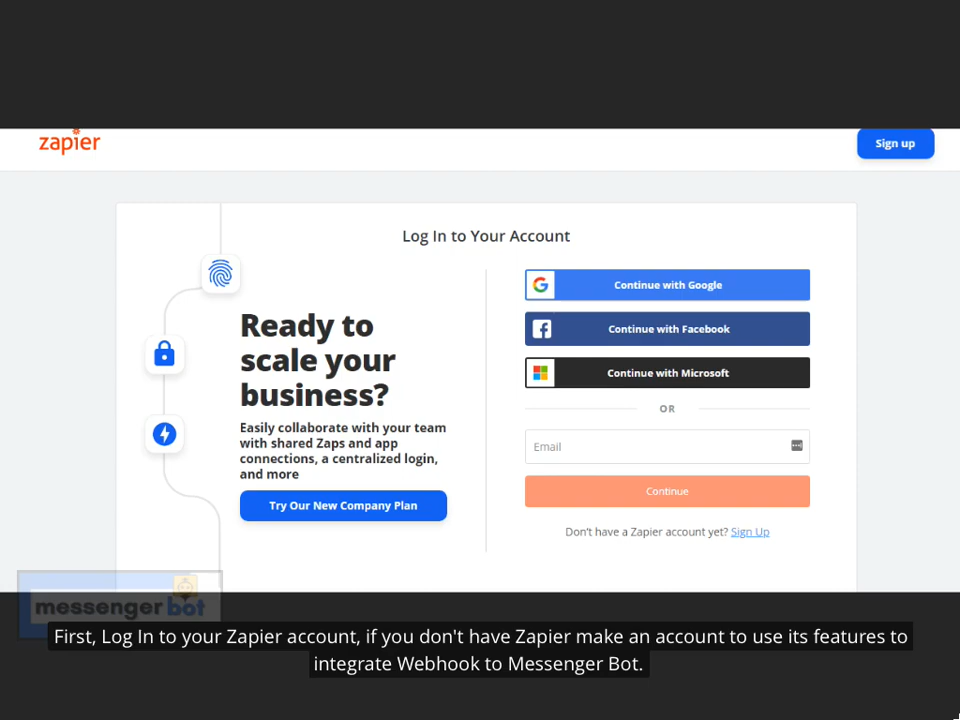 zapier
Sign up
Log In to Your Account
Ready to
scale your
business?
Easily collaborate with your team
with shared Zaps and app
connections, a centralized login,
and more
Try Our New Company Plan
Continue with Google
Continue with Facebook
Continue with Microsoft
OR
Email
Continue
Don't have a Zapier account yet? Sign Up
messenger bot
First, Log In to your Zapier account, if you don't have Zapier make an account to use its features to
integrate Webhook to Messenger Bot.